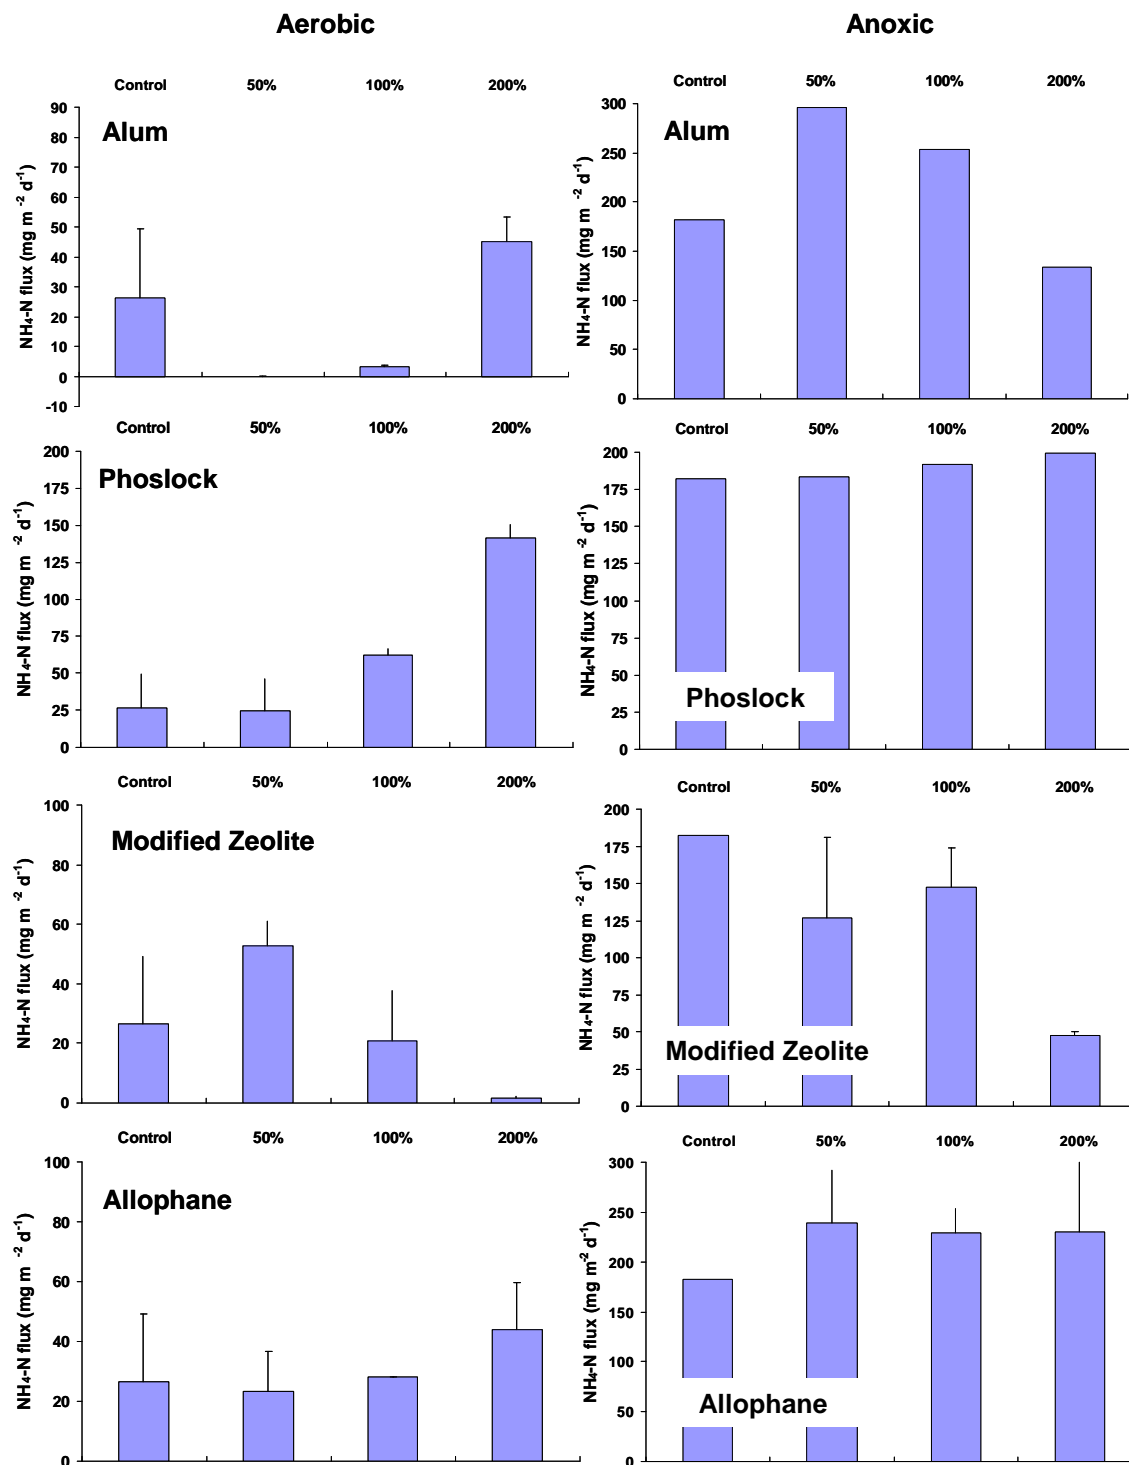 Aerobic Anoxic
Control 50% 100% 200%
Alum
90
80
70
60
50
40
30
20
10
0
-10
NH4-N flux (mg m -2 d-1)
Control 50% 100% 200%
Alum
300
250
200
150
100
50
0
NH4-N flux (mg m -2 d-1)
Control 50% 100% 200%
Phoslock
200
175
150
125
100
75
50
25
0
NH4-N flux (mg m -2 d-1)
Control 50% 100% 200%
Phoslock
200
175
150
125
100
75
50
25
0
NH4-N flux (mg m -2 d-1)
Control 50% 100% 200%
Modified Zeolite
100
80
60
40
20
0
NH4-N flux (mg m -2 d-1)
Control 50% 100% 200%
Modified Zeolite
200
175
150
125
100
75
50
25
0
NH4-N flux (mg m -2 d-1)
Control 50% 100% 200%
Allophane
100
80
60
40
20
0
NH4-N flux (mg m -2 d-1)
Control 50% 100% 200%
Allophane
300
250
200
150
100
50
0
NH4-N flux (mg m-2 d-1)